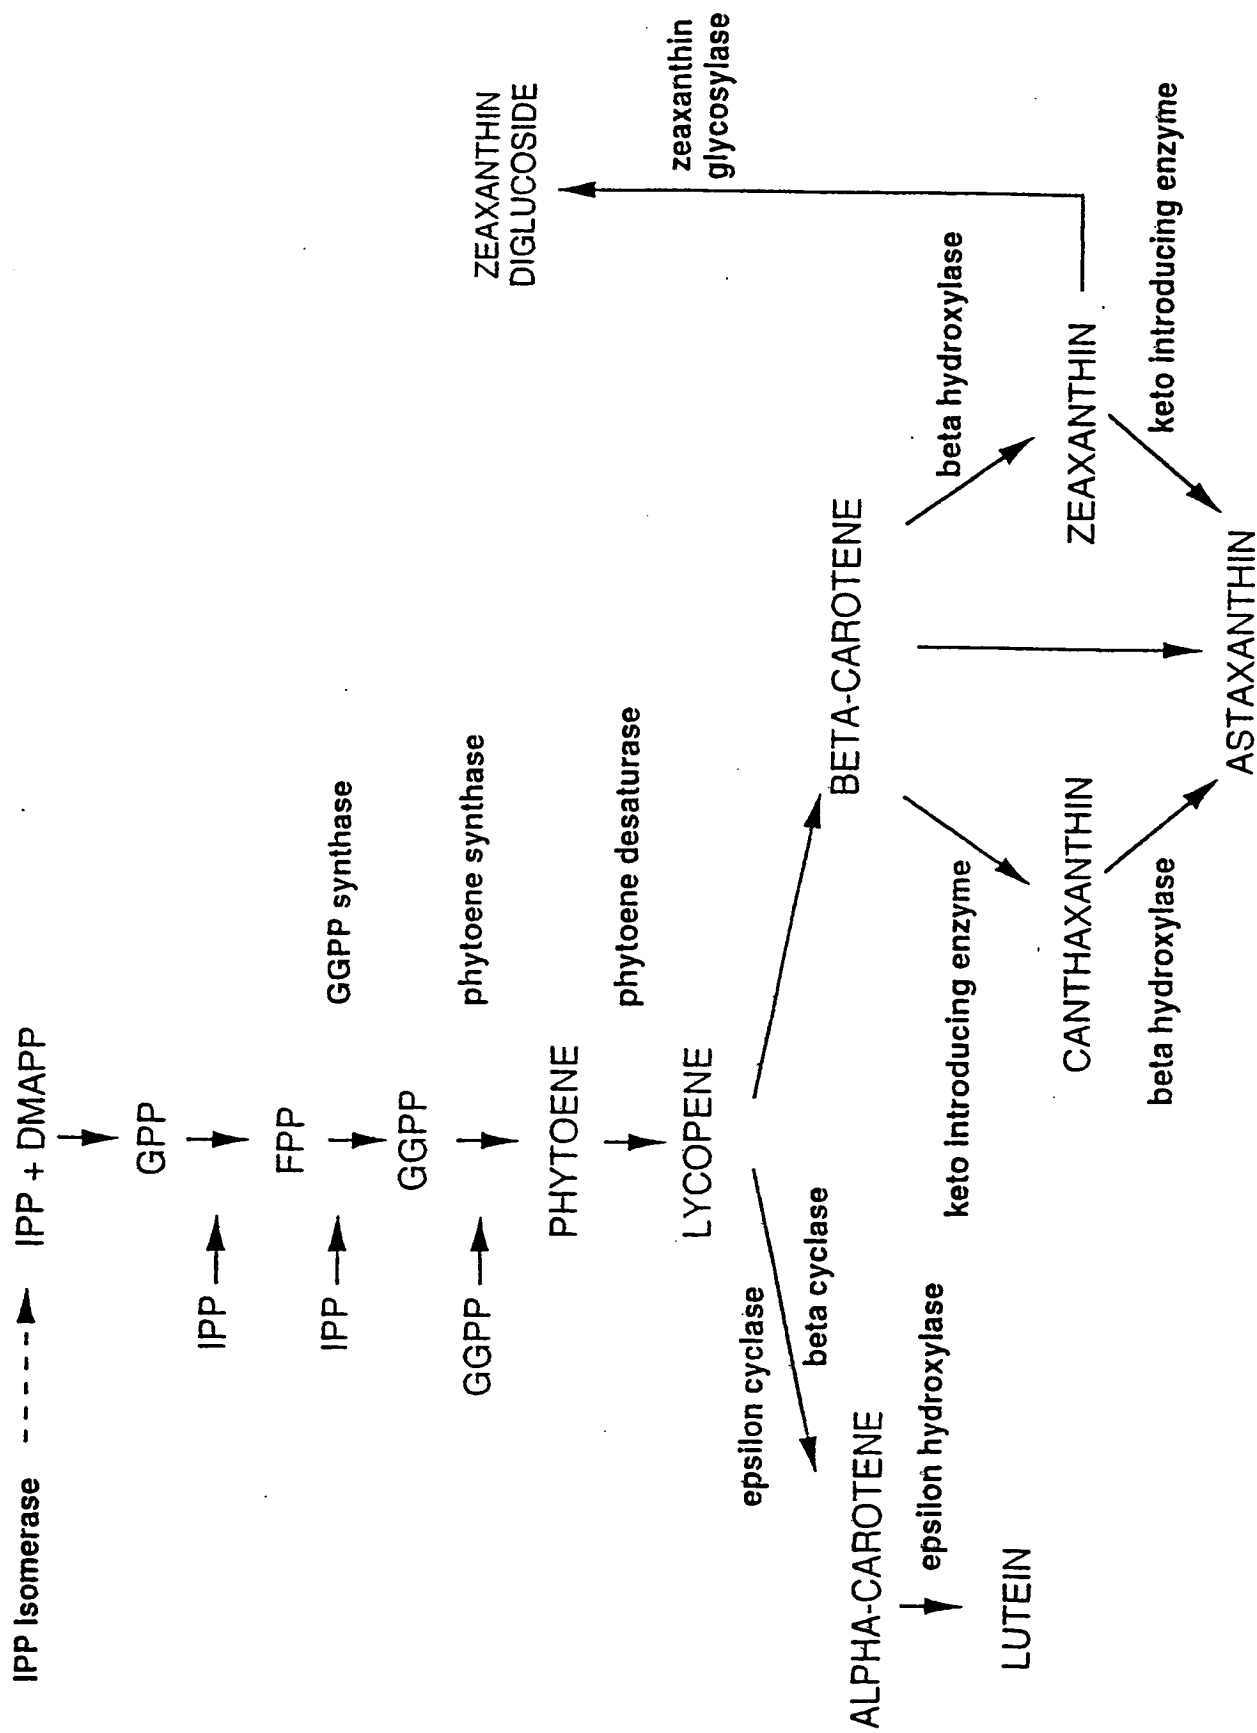 IPP Isomerase
IPP + DMAPP
GPP
IPP
FPP
IPP
GGPP synthase
GGPP
GGPP
phytoene synthase
PHYTOENE
phytoene desaturase
LYCOPENE
epsilon cyclase
beta cyclase
ALPHA-CAROTENE
epsilon hydroxylase
LUTEIN
BETA-CAROTENE
keto introducing enzyme
CANTHAXANTHIN
beta hydroxylase
beta hydroxylase
ZEAXANTHIN
keto introducing enzyme
ASTAXANTHIN
zeaxanthin
glycosylase
ZEAXANTHIN
DIGLUCOSIDE